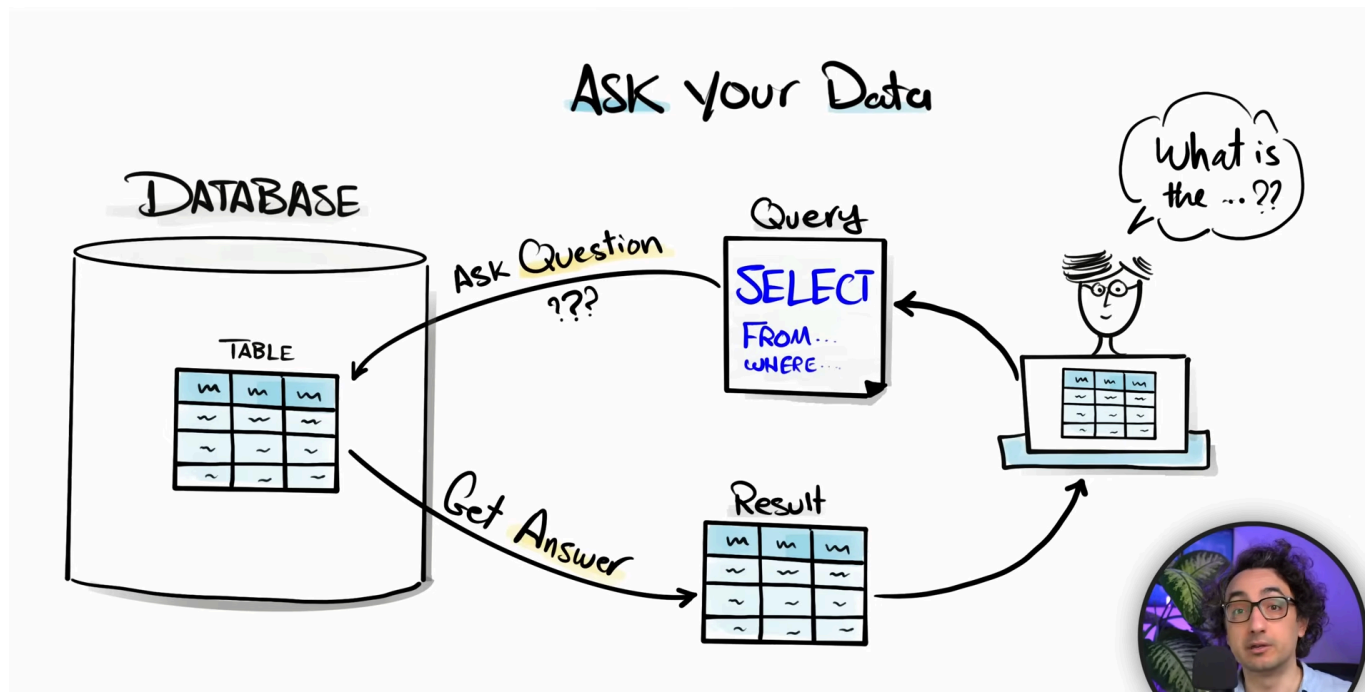 ASK your Data
What is
the ...??
DATABASE
Query
Ask Question
???
SELECT
FROM...
WHERE....
TABLE
Get Answer
Result